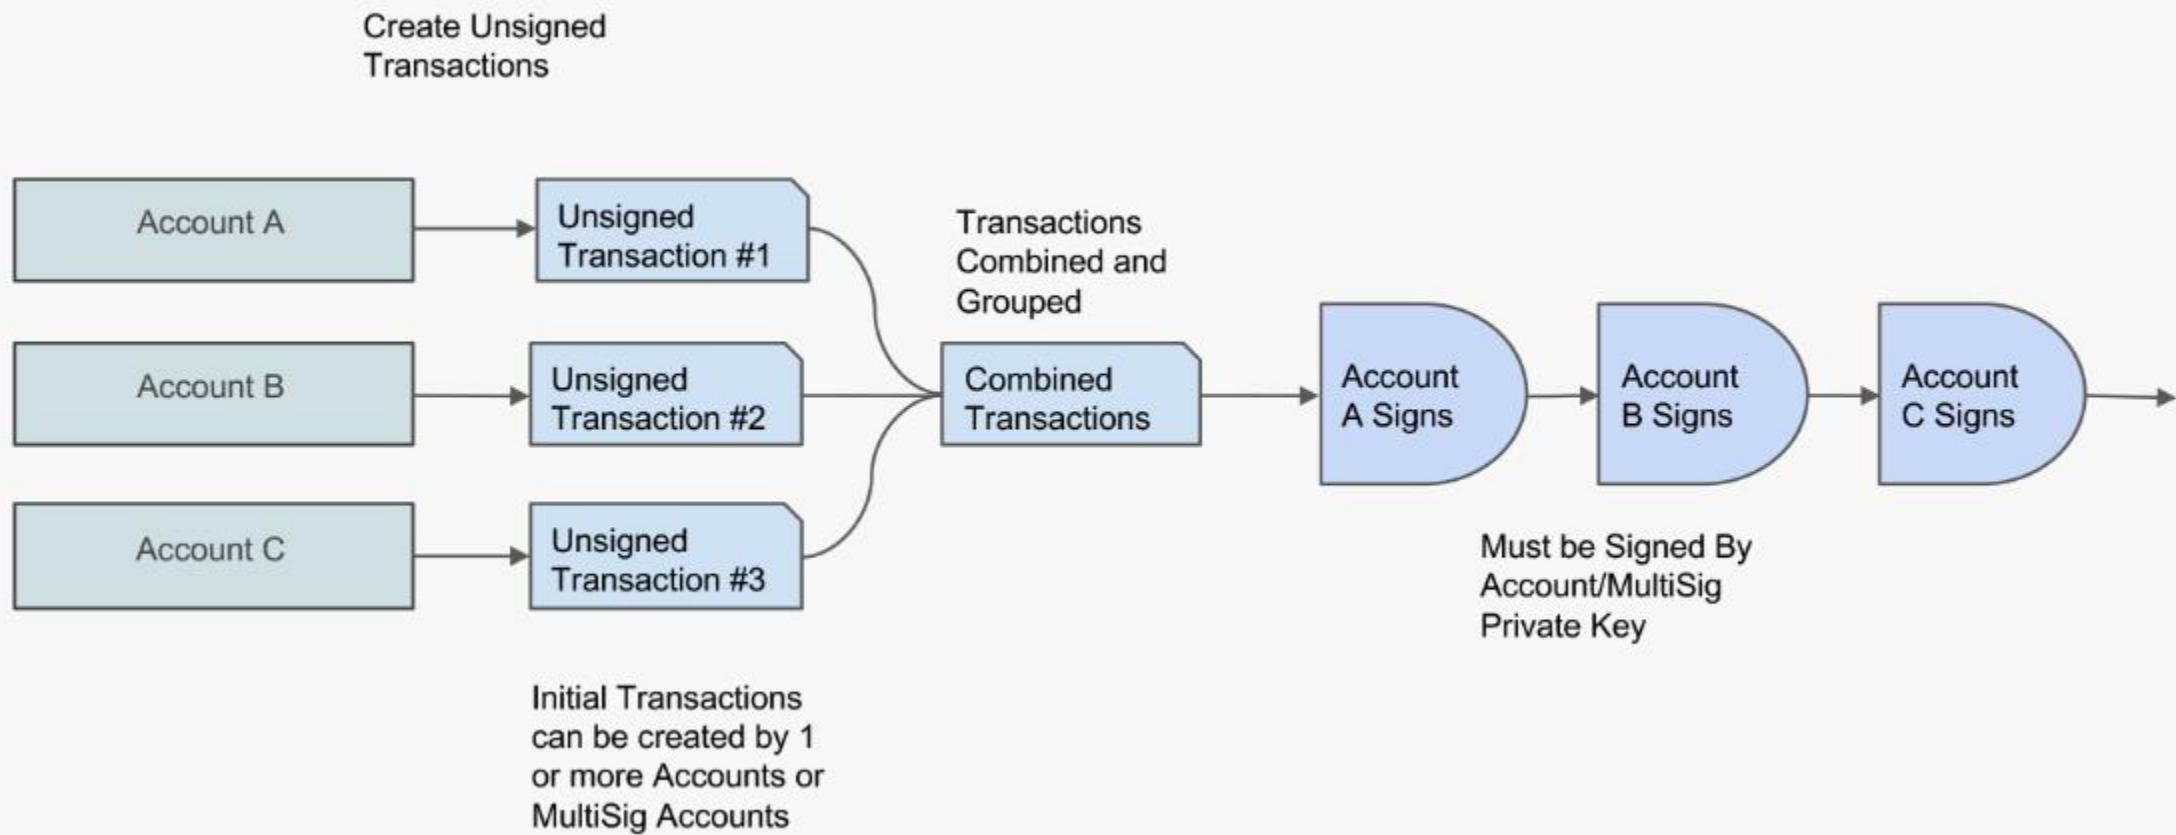 Create Unsigned
Transactions
Account A
Unsigned
Transaction #1
Account B
Unsigned
Transaction #2
Account C
Unsigned
Transaction #3
Initial Transactions
can be created by 1
or more Accounts or
MultiSig Accounts
Transactions
Combined and
Grouped
Combined
Transactions
Account
A Signs
Account
B Signs
Account
C Signs
Must be Signed By
Account/MultiSig
Private Key